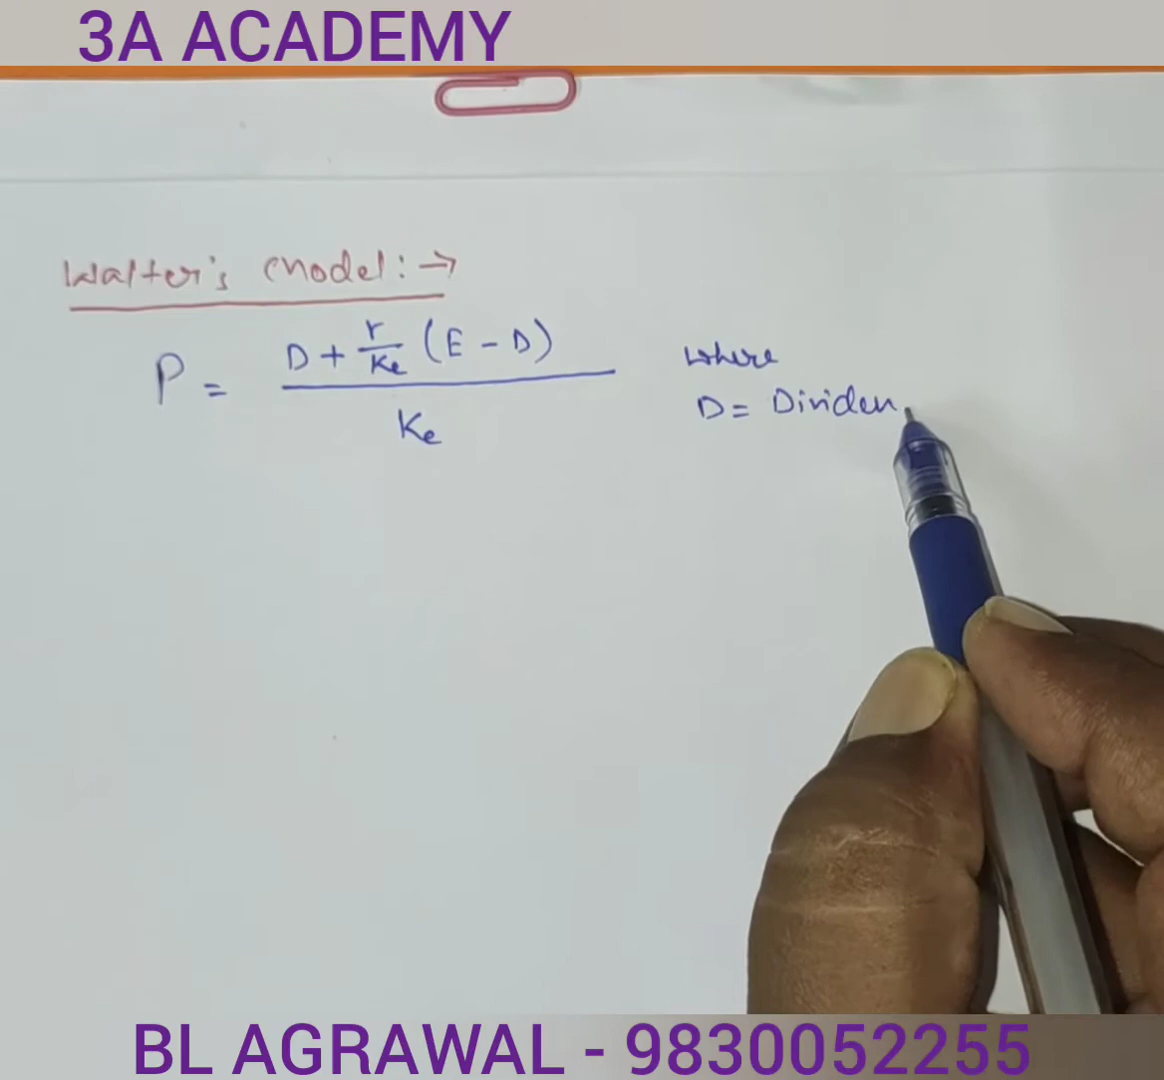 3A ACADEMY
Walter's Model:→
P = (D + r/Ke (E - D)) / Ke
where
D = Dividen
BL AGRAWAL - 9830052255